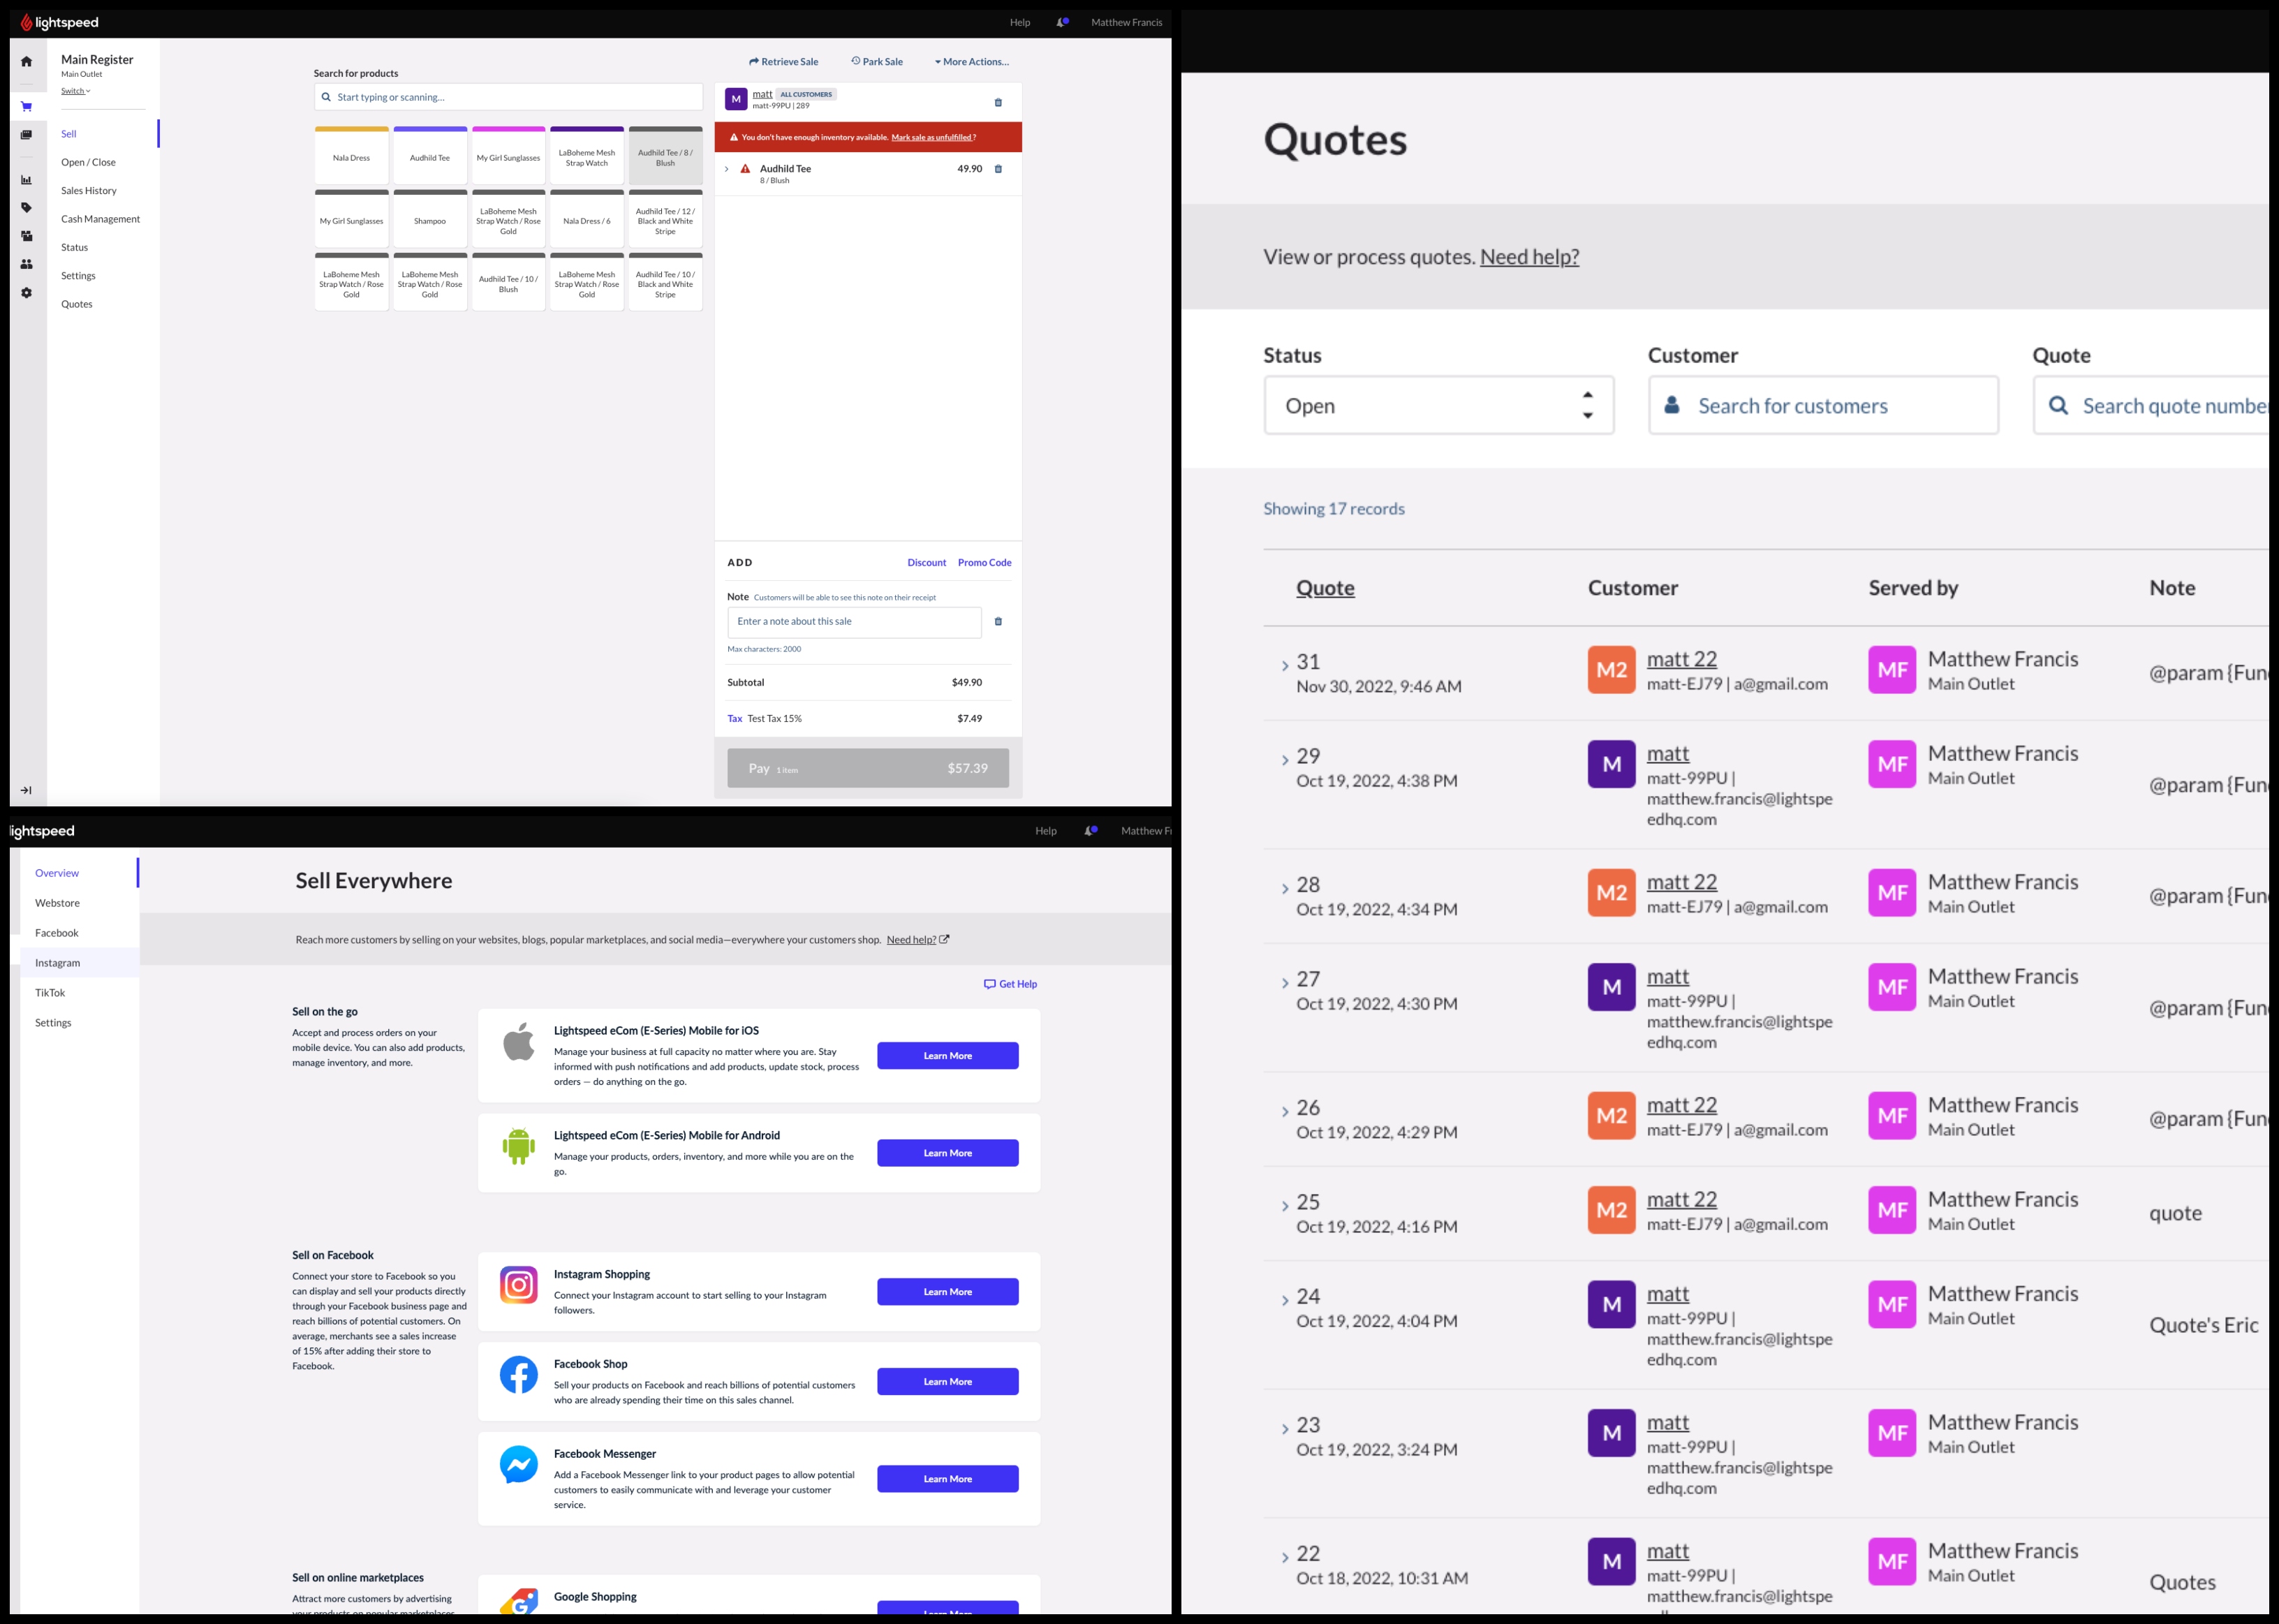 lightspeed
Help
Matthew Francis
Main Register
Main Outlet
Switch
Sell
Open / Close
Sales History
Cash Management
Status
Settings
Quotes
Search for products
Start typing or scanning...
Nala Dress
Audhild Tee
My Girl Sunglasses
LaBoheme Mesh
Strap Watch
Audhild Tee / 8 /
Blush
My Girl Sunglasses
Shampoo
LaBoheme Mesh
Strap Watch / Rose
Gold
Nala Dress / 6
Audhild Tee / 12 /
Black and White
Stripe
LaBoheme Mesh
Strap Watch / Rose
Gold
LaBoheme Mesh
Strap Watch / Rose
Gold
Audhild Tee / 10 /
Blush
LaBoheme Mesh
Strap Watch / Rose
Gold
Audhild Tee / 10 /
Black and White
Stripe
Retrieve Sale
Park Sale
More Actions...
M
matt ALL CUSTOMERS
matt-99PU | 289
You don't have enough inventory available. Mark sale as unfulfilled ?
Audhild Tee 49.90
8 / Blush
ADD Discount Promo Code
Note Customers will be able to see this note on their receipt
Enter a note about this sale
Max characters: 2000
Subtotal $49.90
Tax Test Tax 15% $7.49
Pay 1 item $57.39
lightspeed
Help
Matthew Fr
Overview
Webstore
Facebook
Instagram
TikTok
Settings
Sell Everywhere
Reach more customers by selling on your websites, blogs, popular marketplaces, and social media—everywhere your customers shop. Need help?
Get Help
Sell on the go
Accept and process orders on your
mobile device. You can also add products,
manage inventory, and more.
Lightspeed eCom (E-Series) Mobile for iOS
Manage your business at full capacity no matter where you are. Stay
informed with push notifications and add products, update stock, process
orders — do anything on the go.
Learn More
Lightspeed eCom (E-Series) Mobile for Android
Manage your products, orders, inventory, and more while you are on the
go.
Learn More
Sell on Facebook
Connect your store to Facebook so you
can display and sell your products directly
through your Facebook business page and
reach billions of potential customers. On
average, merchants see a sales increase
of 15% after adding their store to
Facebook.
Instagram Shopping
Connect your Instagram account to start selling to your Instagram
followers.
Learn More
Facebook Shop
Sell your products on Facebook and reach billions of potential customers
who are already spending their time on this sales channel.
Learn More
Facebook Messenger
Add a Facebook Messenger link to your product pages to allow potential
customers to easily communicate with and leverage your customer
service.
Learn More
Sell on online marketplaces
Attract more customers by advertising
your products on popular marketplaces
Google Shopping
Learn More
Quotes
View or process quotes. Need help?
Status
Customer
Quote
Open
Search for customers
Search quote number
Showing 17 records
Quote Customer Served by Note
31
Nov 30, 2022, 9:46 AM
M2
matt 22
matt-EJ79 | a@gmail.com
MF
Matthew Francis
Main Outlet
@param {Fun
29
Oct 19, 2022, 4:38 PM
M
matt
matt-99PU |
matthew.francis@lightspe
edhq.com
MF
Matthew Francis
Main Outlet
@param {Fun
28
Oct 19, 2022, 4:34 PM
M2
matt 22
matt-EJ79 | a@gmail.com
MF
Matthew Francis
Main Outlet
@param {Fun
27
Oct 19, 2022, 4:30 PM
M
matt
matt-99PU |
matthew.francis@lightspe
edhq.com
MF
Matthew Francis
Main Outlet
@param {Fun
26
Oct 19, 2022, 4:29 PM
M2
matt 22
matt-EJ79 | a@gmail.com
MF
Matthew Francis
Main Outlet
@param {Fun
25
Oct 19, 2022, 4:16 PM
M2
matt 22
matt-EJ79 | a@gmail.com
MF
Matthew Francis
Main Outlet
quote
24
Oct 19, 2022, 4:04 PM
M
matt
matt-99PU |
matthew.francis@lightspe
edhq.com
MF
Matthew Francis
Main Outlet
Quote's Eric
23
Oct 19, 2022, 3:24 PM
M
matt
matt-99PU |
matthew.francis@lightspe
edhq.com
MF
Matthew Francis
Main Outlet
22
Oct 18, 2022, 10:31 AM
M
matt
matt-99PU |
matthew.francis@lightspe
MF
Matthew Francis
Main Outlet
Quotes